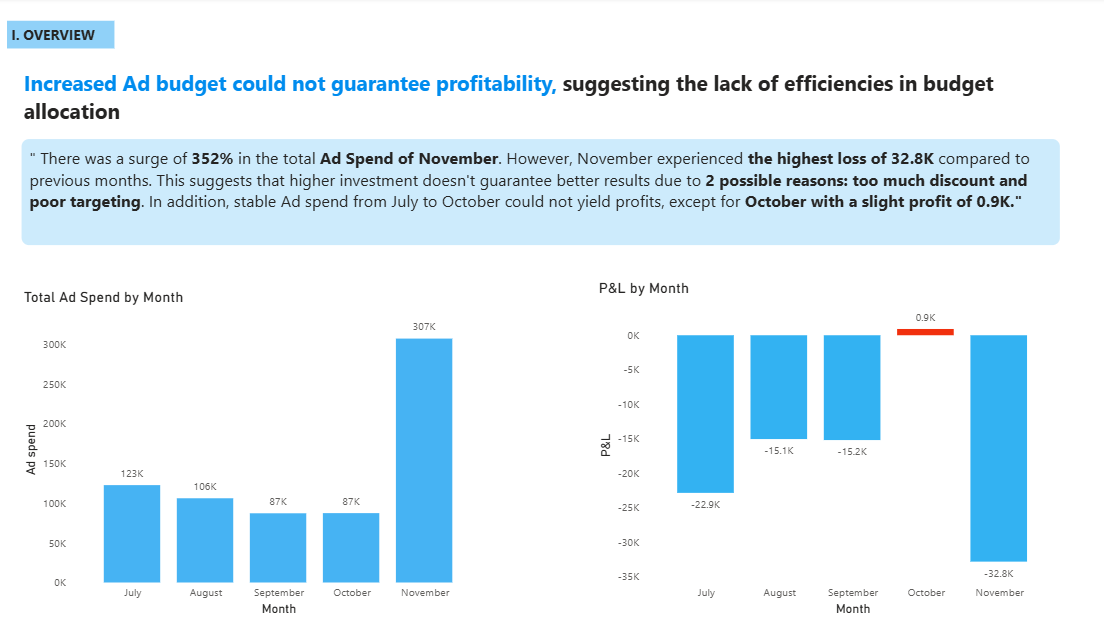 I. OVERVIEW
Increased Ad budget could not guarantee profitability, suggesting the lack of efficiencies in budget
allocation
" There was a surge of 352% in the total Ad Spend of November. However, November experienced the highest loss of 32.8K compared to
previous months. This suggests that higher investment doesn't guarantee better results due to 2 possible reasons: too much discount and
poor targeting. In addition, stable Ad spend from July to October could not yield profits, except for October with a slight profit of 0.9K."
Total Ad Spend by Month
Ad spend
300K
250K
200K
150K
100K
50K
0K
123K
106K
87K
87K
307K
July
August
September
October
November
Month
P&L by Month
P&L
0K
-5K
-10K
-15K
-20K
-25K
-30K
-35K
-22.9K
-15.1K
-15.2K
0.9K
-32.8K
July
August
September
October
November
Month